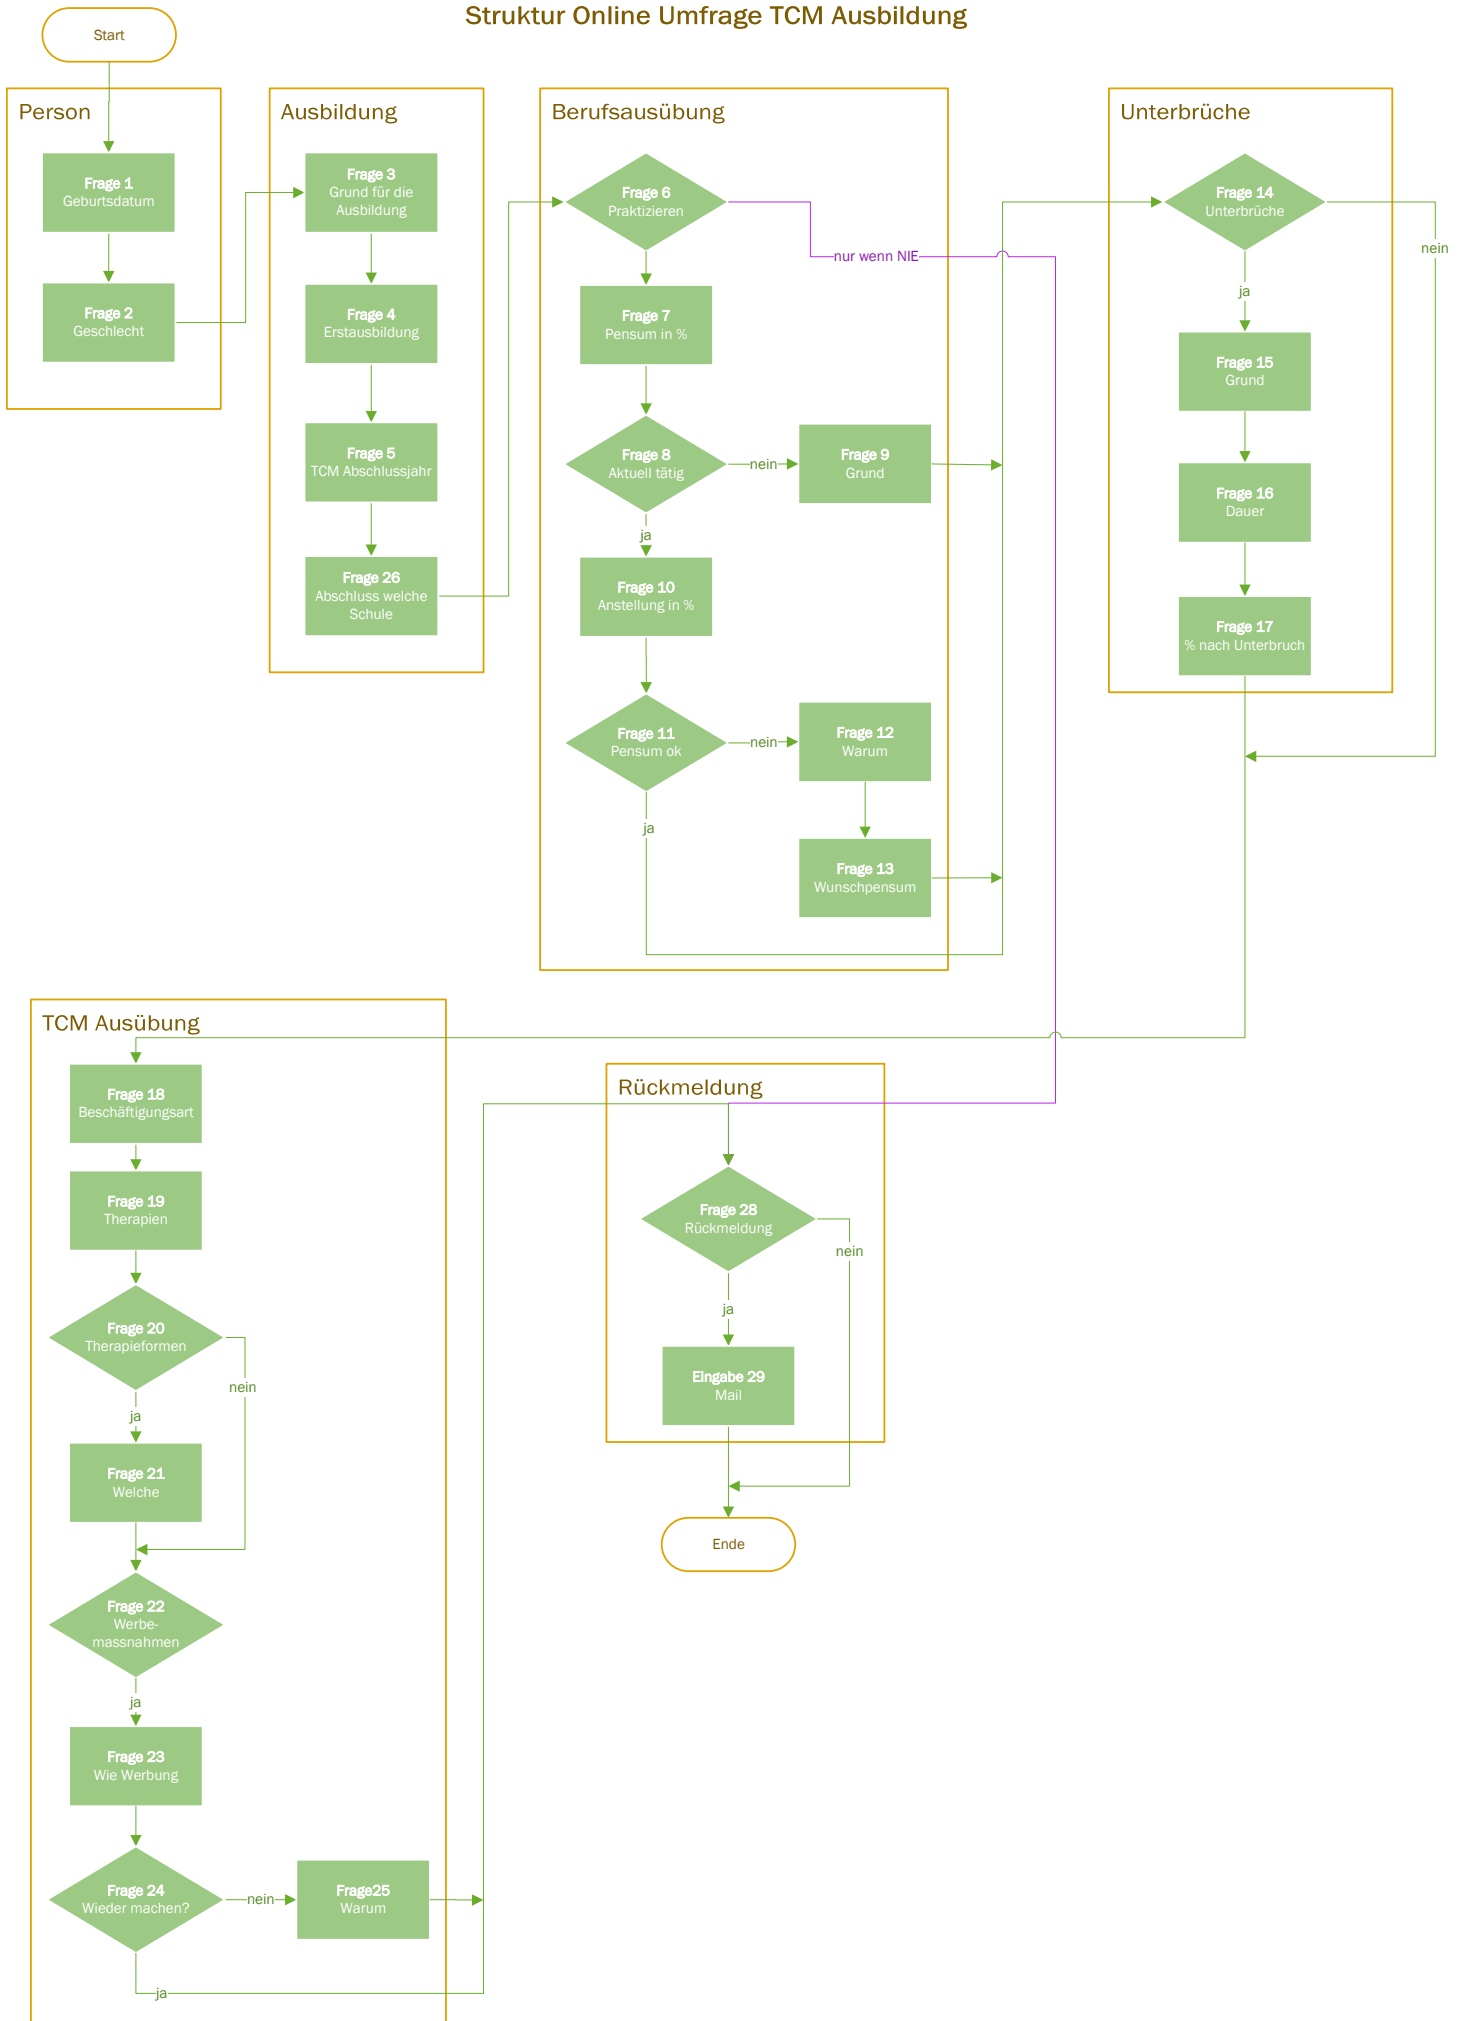 Struktur Online Umfrage TCM Ausbildung
Start
Person
Frage 1
Geburtsdatum
Frage 2
Geschlecht
Ausbildung
Frage 3
Grund für die
Ausbildung
Frage 4
Erstausbildung
Frage 5
TCM Abschlussjahr
Frage 26
Abschluss welche
Schule
Berufsausübung
Frage 6
Praktizieren
nur wenn NIE
Frage 7
Pensum in %
Frage 8
Aktuell tätig
nein
Frage 9
Grund
ja
Frage 10
Anstellung in %
Frage 11
Pensum ok
nein
Frage 12
Warum
ja
Frage 13
Wunschpensum
Unterbrüche
Frage 14
Unterbrüche
nein
ja
Frage 15
Grund
Frage 16
Dauer
Frage 17
% nach Unterbruch
TCM Ausübung
Frage 18
Beschäftigungsart
Frage 19
Therapien
Frage 20
Therapieformen
nein
ja
Frage 21
Welche
Frage 22
Werbe-
massnahmen
ja
Frage 23
Wie Werbung
Frage 24
Wieder machen?
nein
Frage25
Warum
ja
Rückmeldung
Frage 28
Rückmeldung
nein
ja
Eingabe 29
Mail
Ende